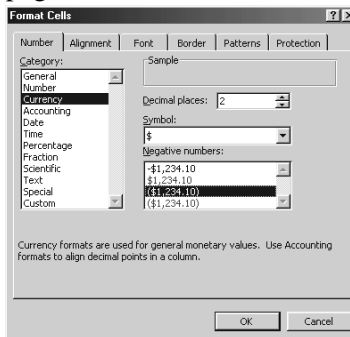 Format Cells
Number Alignment Font Border Patterns Protection
Category:
General
Number
Currency
Accounting
Date
Time
Percentage
Fraction
Scientific
Text
Special
Custom
Sample
Decimal places: 2
Symbol:
$
Negative numbers:
-$1,234.10
$1,234.10
($1,234.10)
($1,234.10)
Currency formats are used for general monetary values. Use Accounting
formats to align decimal points in a column.
OK Cancel